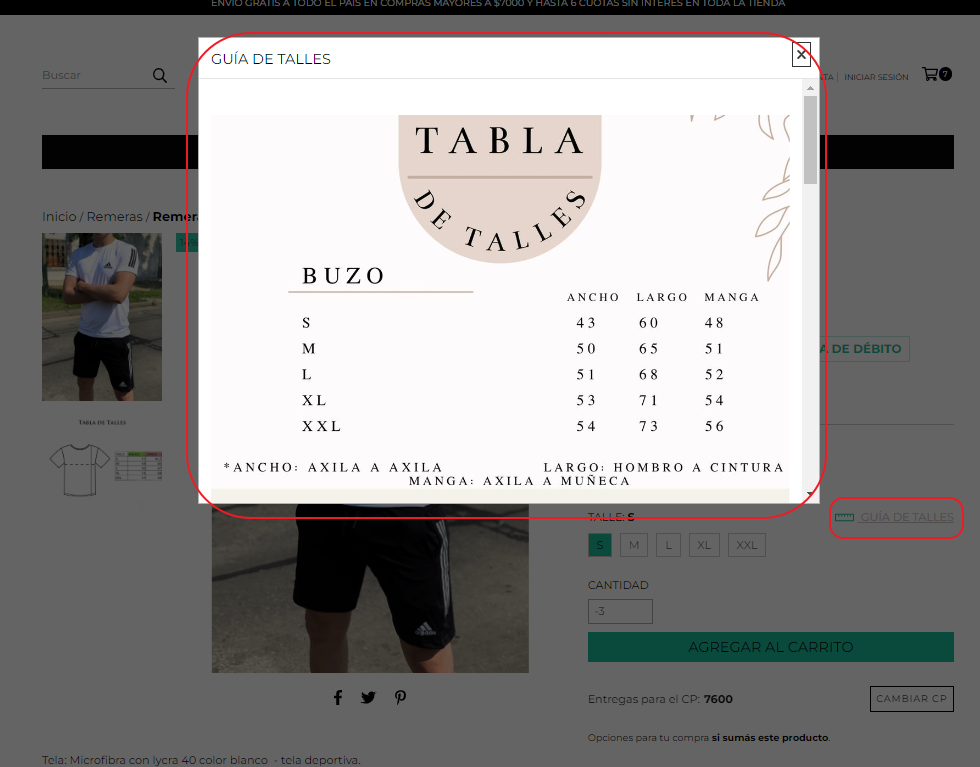 ENVÍO GRATIS A TODO EL PAÍS EN COMPRAS MAYORES A $7000 Y HASTA 6 CUOTAS SIN INTERÉS EN TODA LA TIENDA
GUÍA DE TALLES
Buscar
INICIAR SESIÓN
7
TABLA
DE TALLES
Inicio / Remeras /
BUZO
ANCHO LARGO MANGA
S 43 60 48
M 50 65 51
L 51 68 52
XL 53 71 54
XXL 54 73 56
DE DÉBITO
TABLA DE TALLES
*ANCHO: AXILA A AXILA LARGO: HOMBRO A CINTURA
MANGA: AXILA A MUÑECA
TALLE: S
GUÍA DE TALLES
S M L XL XXL
CANTIDAD
-3
AGREGAR AL CARRITO
Entregas para el CP: 7600
CAMBIAR CP
Opciones para tu compra si sumás este producto.
Tela: Microfibra con lycra 40 color blanco - tela deportiva.